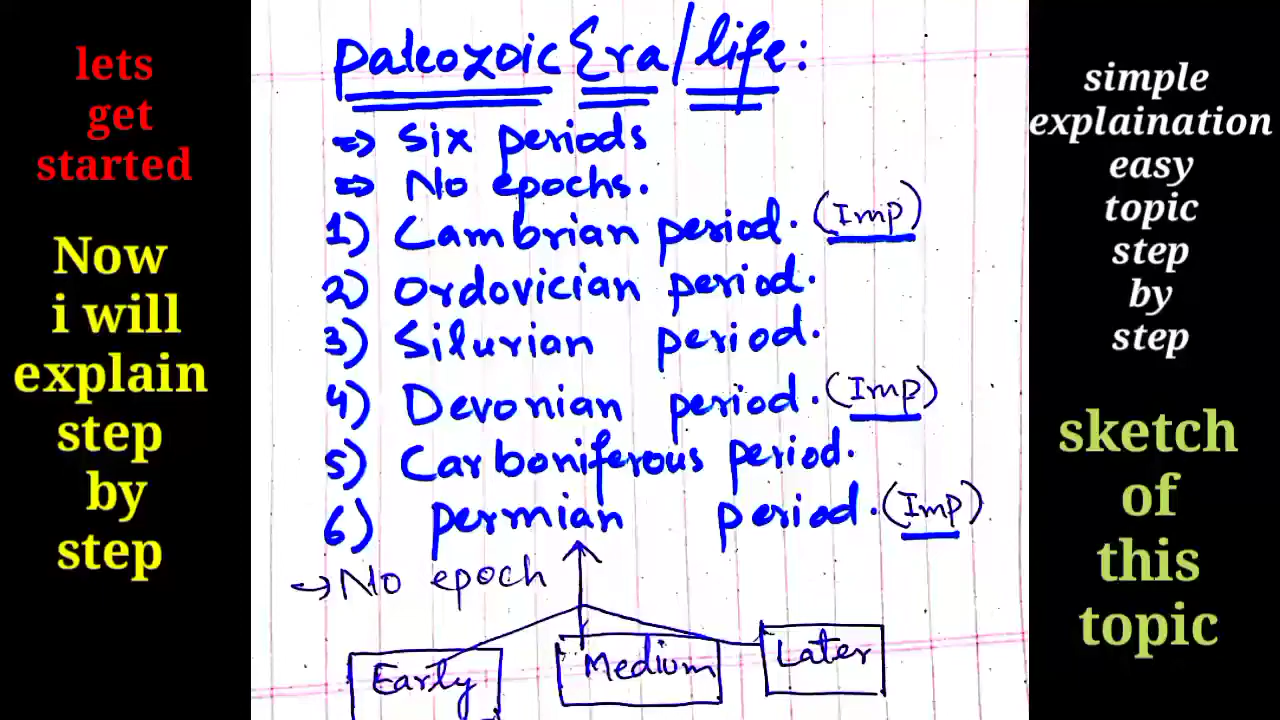 lets
get
started
Now
i will
explain
step
by
step
paleozoic Era/life:
⇒ Six periods
⇒ No epochs.
1) Cambrian period. (Imp)
2) Ordovician period.
3) Silurian period.
4) Devonian period. (Imp)
5) Carboniferous period.
6) permian period. (Imp)
→ No epoch
Early Medium Later
simple
explaination
easy
topic
step
by
step
sketch
of
this
topic